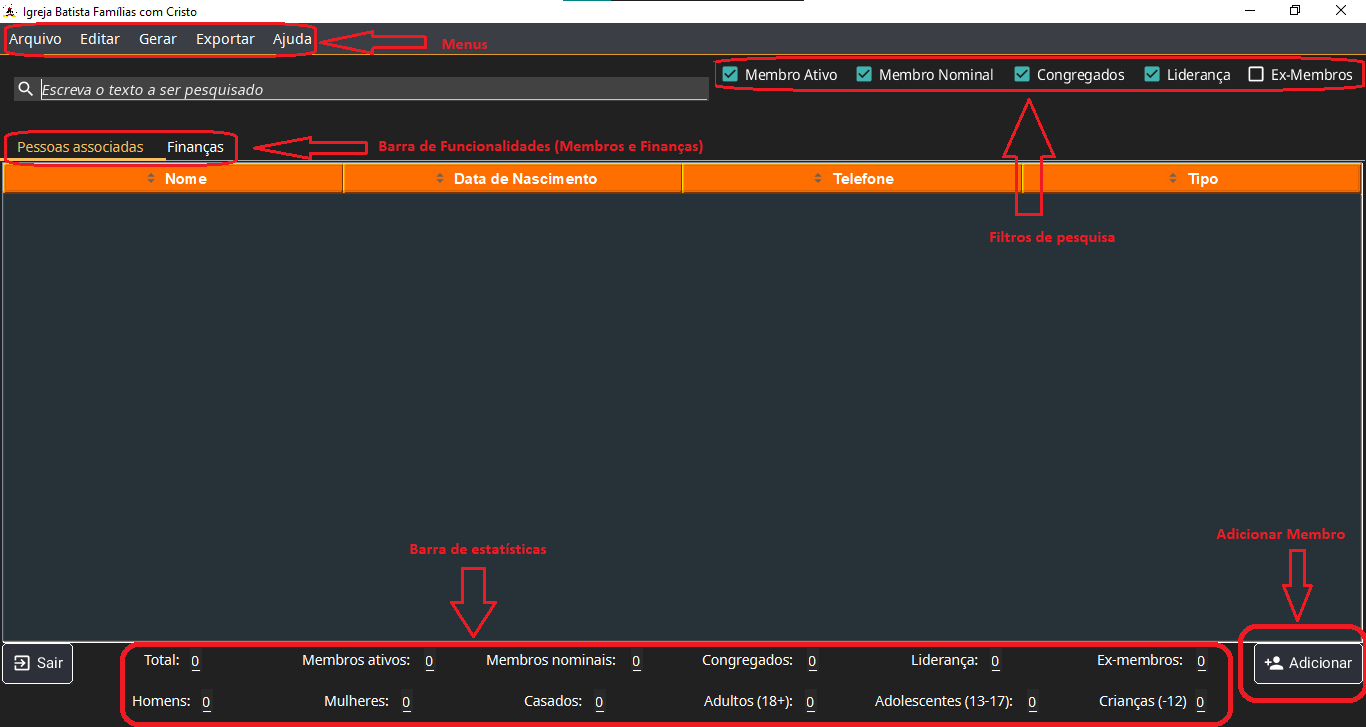 Igreja Batista Famílias com Cristo
Arquivo Editar Gerar Exportar Ajuda
Menus
Escreva o texto a ser pesquisado
Membro Ativo Membro Nominal Congregados Liderança Ex-Membros
Pessoas associadas Finanças
Barra de Funcionalidades (Membros e Finanças)
Nome Data de Nascimento Telefone Tipo
Filtros de pesquisa
Adicionar Membro
Barra de estatísticas
Sair
Total: 0 Membros ativos: 0 Membros nominais: 0 Congregados: 0 Liderança: 0 Ex-membros: 0
Adicionar
Homens: 0 Mulheres: 0 Casados: 0 Adultos (18+): 0 Adolescentes (13-17): 0 Crianças (-12) 0